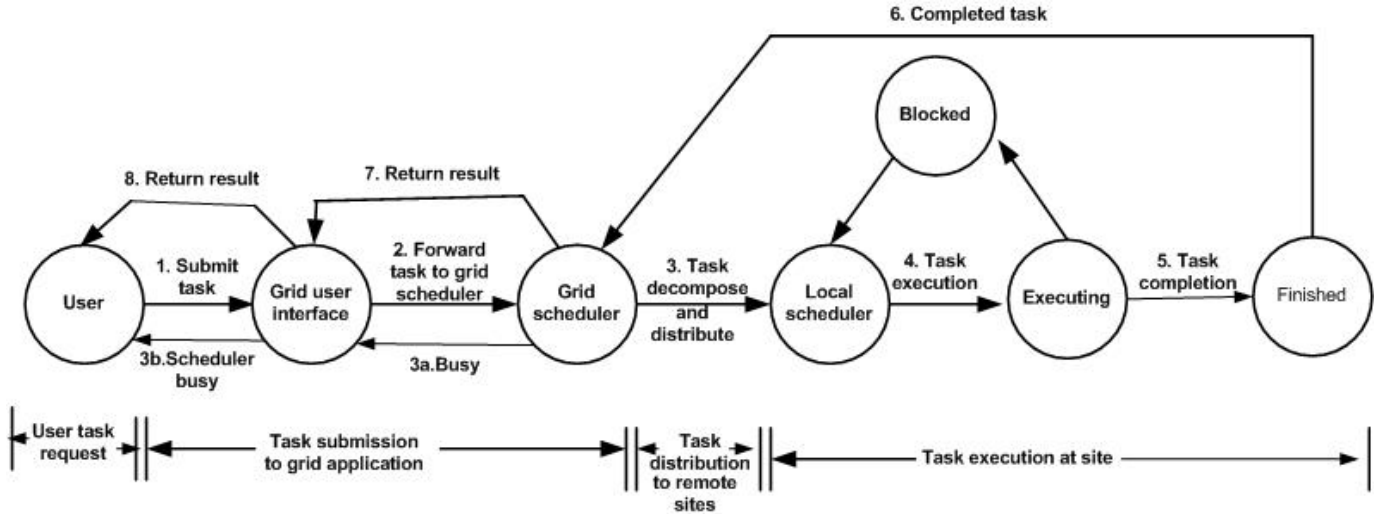 6. Completed task
Blocked
8. Return result
7. Return result
User
1. Submit
task
Grid user
interface
2. Forward
task to grid
scheduler
Grid
scheduler
3. Task
decompose
and
distribute
Local
scheduler
4. Task
execution
Executing
5. Task
completion
Finished
3b.Scheduler
busy
3a.Busy
User task
request
Task submission
to grid application
Task
distribution
to remote
sites
Task execution at site